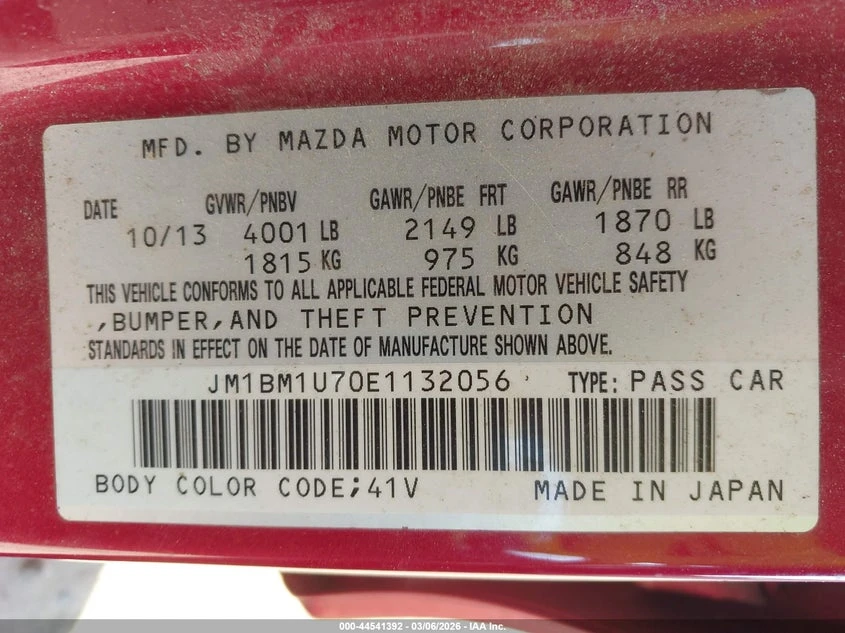 MFD. BY MAZDA MOTOR CORPORATION
DATE GVWR/PNBV GAWR/PNBE FRT GAWR/PNBE RR
10/13 4001 LB 2149 LB 1870 LB
1815 KG 975 KG 848 KG
THIS VEHICLE CONFORMS TO ALL APPLICABLE FEDERAL MOTOR VEHICLE SAFETY
,BUMPER,AND THEFT PREVENTION
STANDARDS IN EFFECT ON THE DATE OF MANUFACTURE SHOWN ABOVE.
JM1BM1U70E1132056 TYPE: PASS CAR
BODY COLOR CODE;41V MADE IN JAPAN
000-44541392 - 03/06/2026 - IAA Inc.